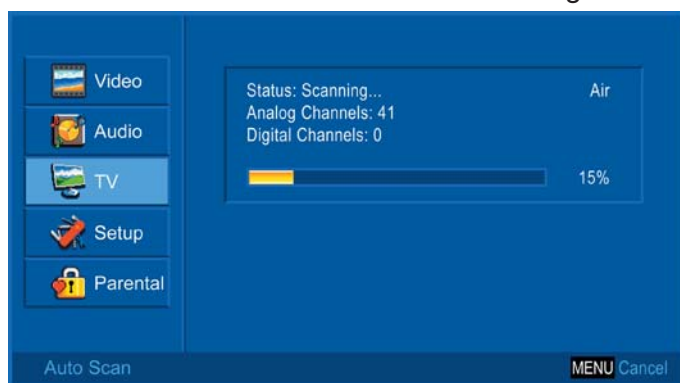 Video
Audio
TV
Setup
Parental
Status: Scanning... Air
Analog Channels: 41
Digital Channels: 0
15%
Auto Scan MENU Cancel